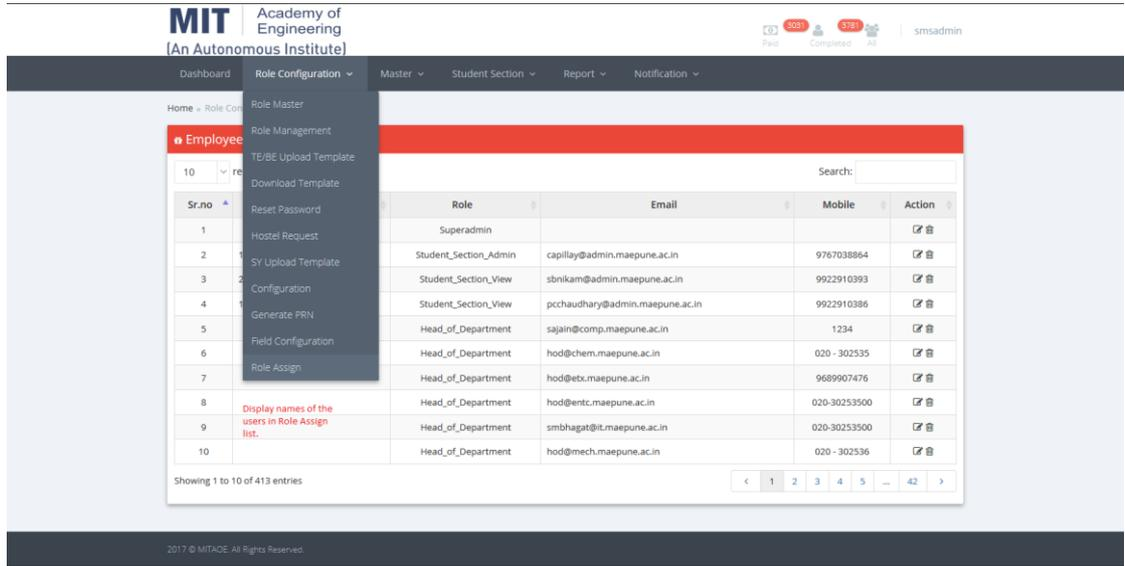 MIT
Academy of
Engineering
(An Autonomous Institute)
3031 3781
Paid Completed All smsadmin
Dashboard Role Configuration Master Student Section Report Notification
Home » Role Con
Role Master
Role Management
TE/BE Upload Template
Download Template
Reset Password
Hostel Request
SY Upload Template
Configuration
Generate PRN
Field Configuration
Role Assign
Employee
10 re Search:
Sr.no Role Email Mobile Action
1 Superadmin
2 1 Student_Section_Admin capillay@admin.maepune.ac.in 9767038864
3 2 Student_Section_View sbnikam@admin.maepune.ac.in 9922910393
4 1 Student_Section_View pcchaudhary@admin.maepune.ac.in 9922910386
5 Head_of_Department sajain@comp.maepune.ac.in 1234
6 Head_of_Department hod@chem.maepune.ac.in 020 - 302535
7 Head_of_Department hod@etx.maepune.ac.in 9689907476
8 Head_of_Department hod@entc.maepune.ac.in 020-30253500
9 Head_of_Department smbhagat@it.maepune.ac.in 020-30253500
10 Head_of_Department hod@mech.maepune.ac.in 020 - 302536
Display names of the
users in Role Assign
list.
Showing 1 to 10 of 413 entries < 1 2 3 4 5 ... 42 >
2017 © MITAOE. All Rights Reserved.